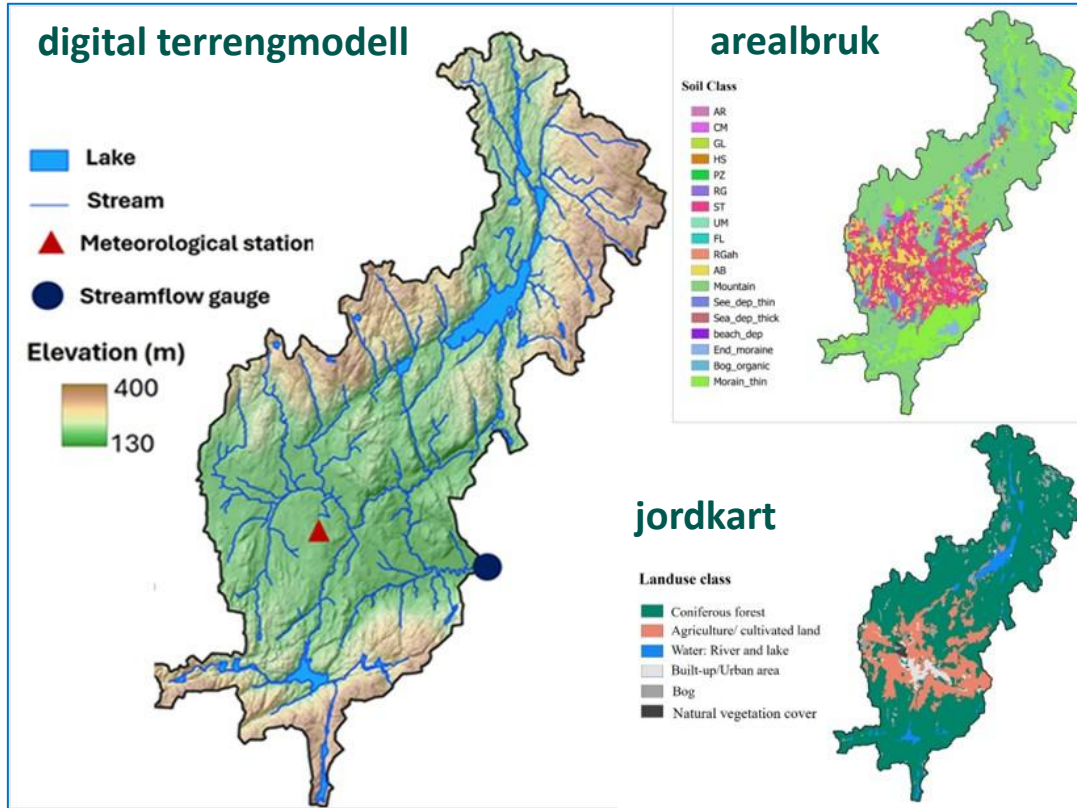 digital terrengmodell
Lake
Stream
Meteorological station
Streamflow gauge
Elevation (m)
400
130
arealbruk
Soil Class
AR
CM
GL
HS
PZ
RG
ST
UM
FL
RGah
AB
Mountain
See_dep_thin
Sea_dep_thick
beach_dep
End_moraine
Bog_organic
Morain_thin
jordkart
Landuse class
Coniferous forest
Agriculture/ cultivated land
Water: River and lake
Built-up/Urban area
Bog
Natural vegetation cover